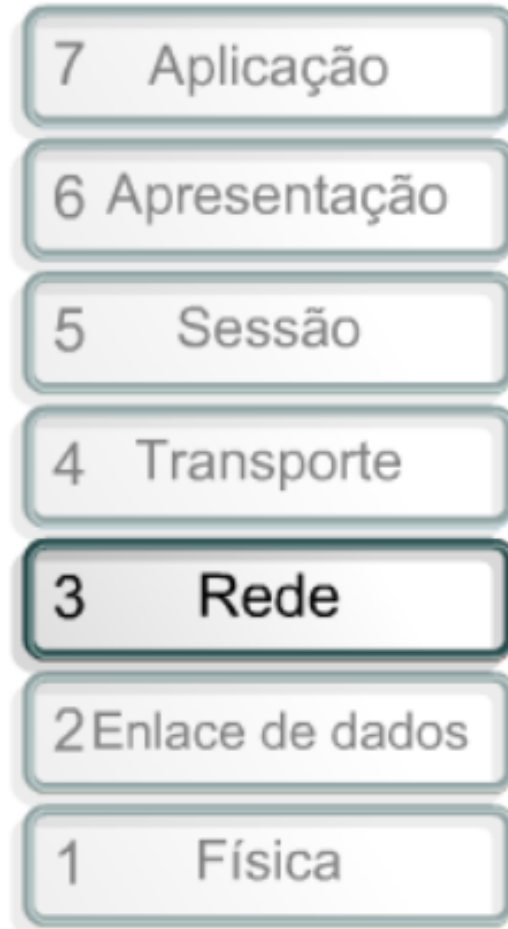 7 Aplicação
6 Apresentação
5 Sessão
4 Transporte
3 Rede
2 Enlace de dados
1 Física